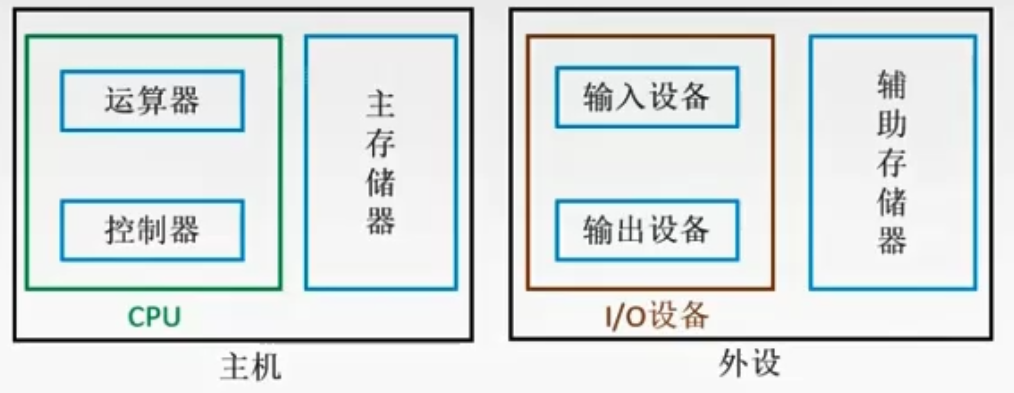 运算器
控制器
CPU
主存储器
主机
输入设备
输出设备
I/O设备
辅助存储器
外设